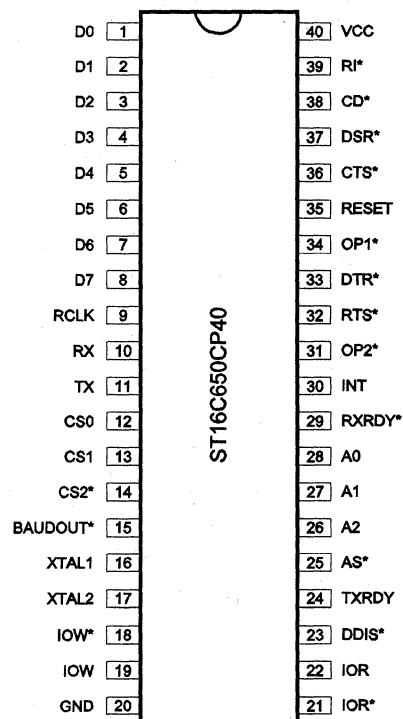 D0 1 40 VCC
D1 2 39 RI*
D2 3 38 CD*
D3 4 37 DSR*
D4 5 36 CTS*
D5 6 35 RESET
D6 7 34 OP1*
D7 8 33 DTR*
RCLK 9 32 RTS*
RX 10 31 OP2*
TX 11 30 INT
CS0 12 29 RXRDY*
CS1 13 28 A0
CS2* 14 27 A1
BAUDOUT* 15 26 A2
XTAL1 16 25 AS*
XTAL2 17 24 TXRDY
IOW* 18 23 DDIS*
IOW 19 22 IOR
GND 20 21 IOR*
ST16C650CP40